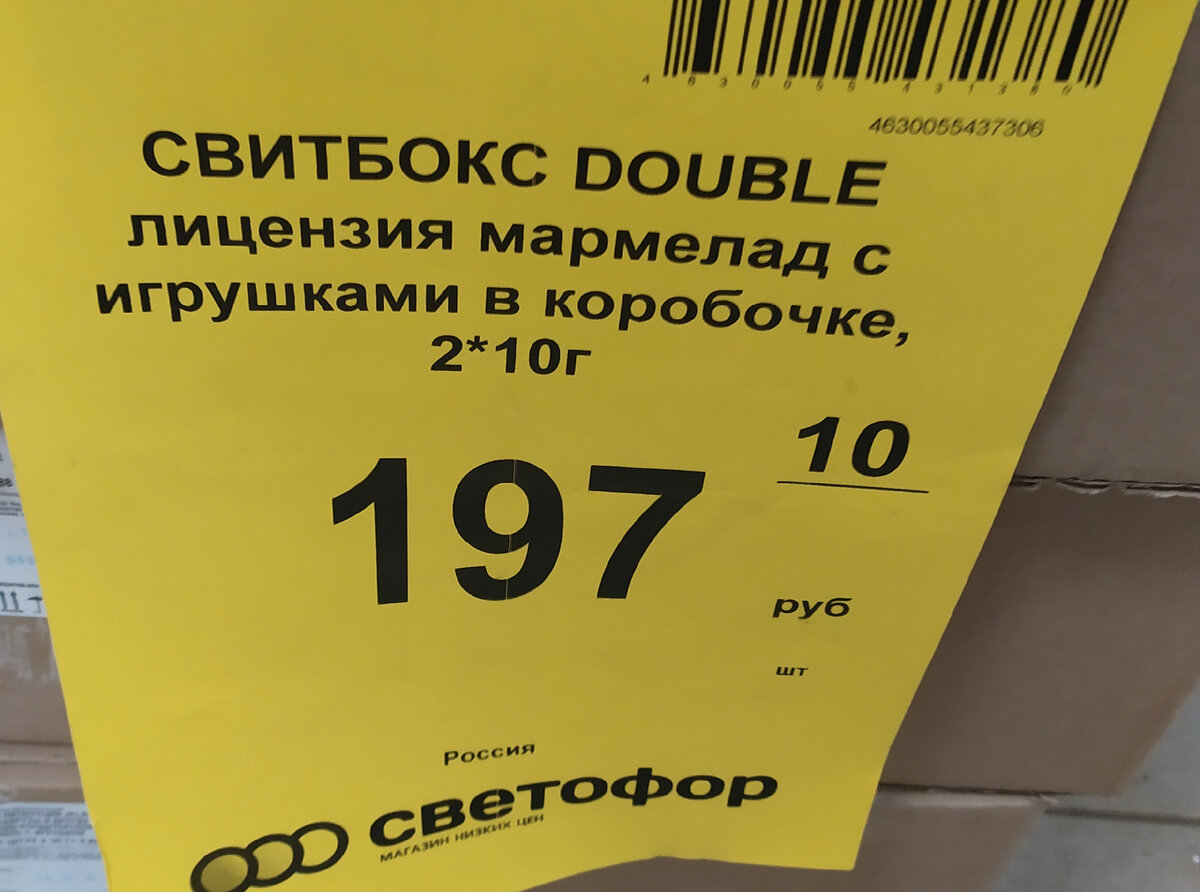 4630055437306
СВИТБОКС DOUBLE
лицензия мармелад с
игрушками в коробочке,
2*10г
197 10
руб
шт
Россия
светофор
МАГАЗИН НИЗКИХ ЦЕН